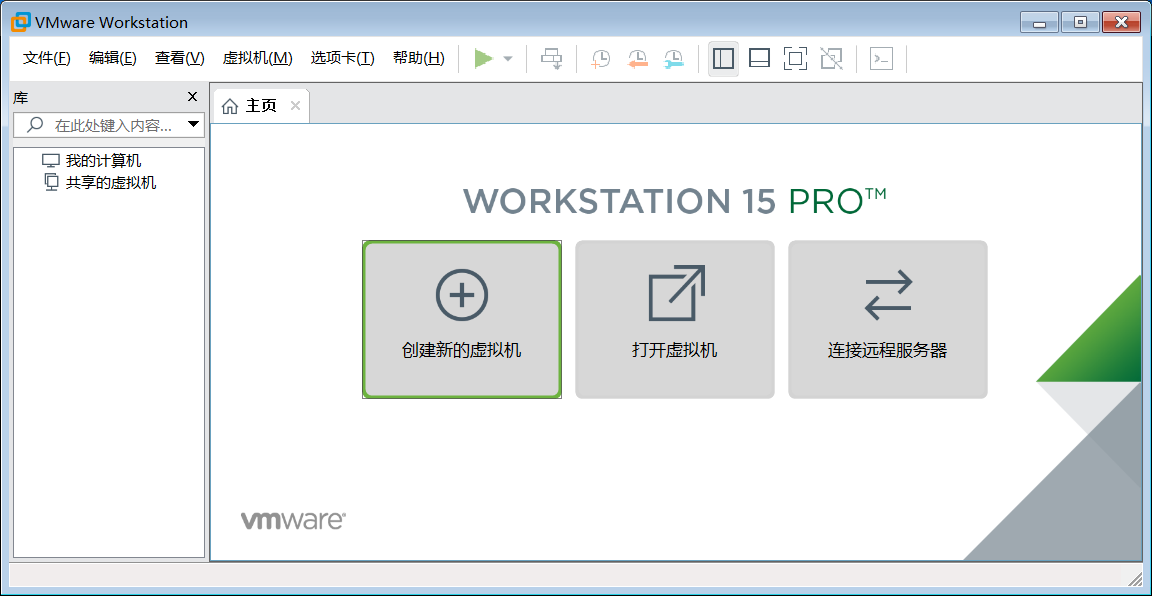 VMware Workstation
文件(F) 编辑(E) 查看(V) 虚拟机(M) 选项卡(T) 帮助(H)
库
主页
在此处键入内容...
我的计算机
共享的虚拟机
WORKSTATION 15 PRO™
创建新的虚拟机
打开虚拟机
连接远程服务器
vmware®